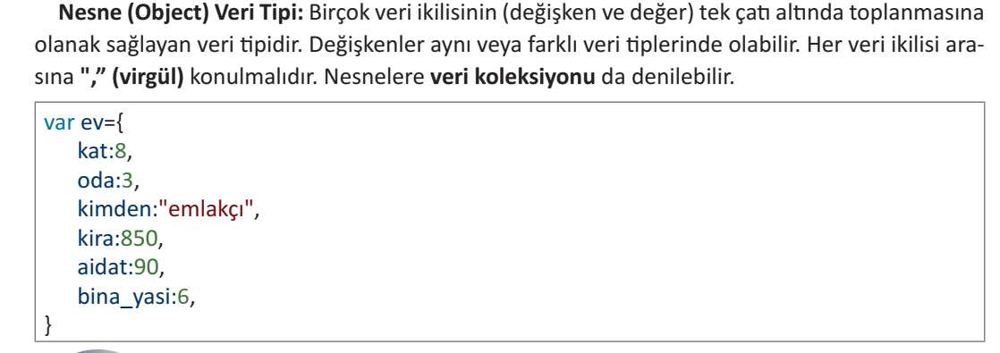 Nesne (Object) Veri Tipi: Birçok veri ikilisinin (değişken ve değer) tek çatı altında toplanmasına
olanak sağlayan veri tipidir. Değişkenler aynı veya farklı veri tiplerinde olabilir. Her veri ikilisi ara-
sına "," (virgül) konulmalıdır. Nesnelere veri koleksiyonu da denilebilir.
var ev={
kat:8,
oda:3,
kimden:"emlakçı",
kira:850,
aidat:90,
bina_yasi:6,
}